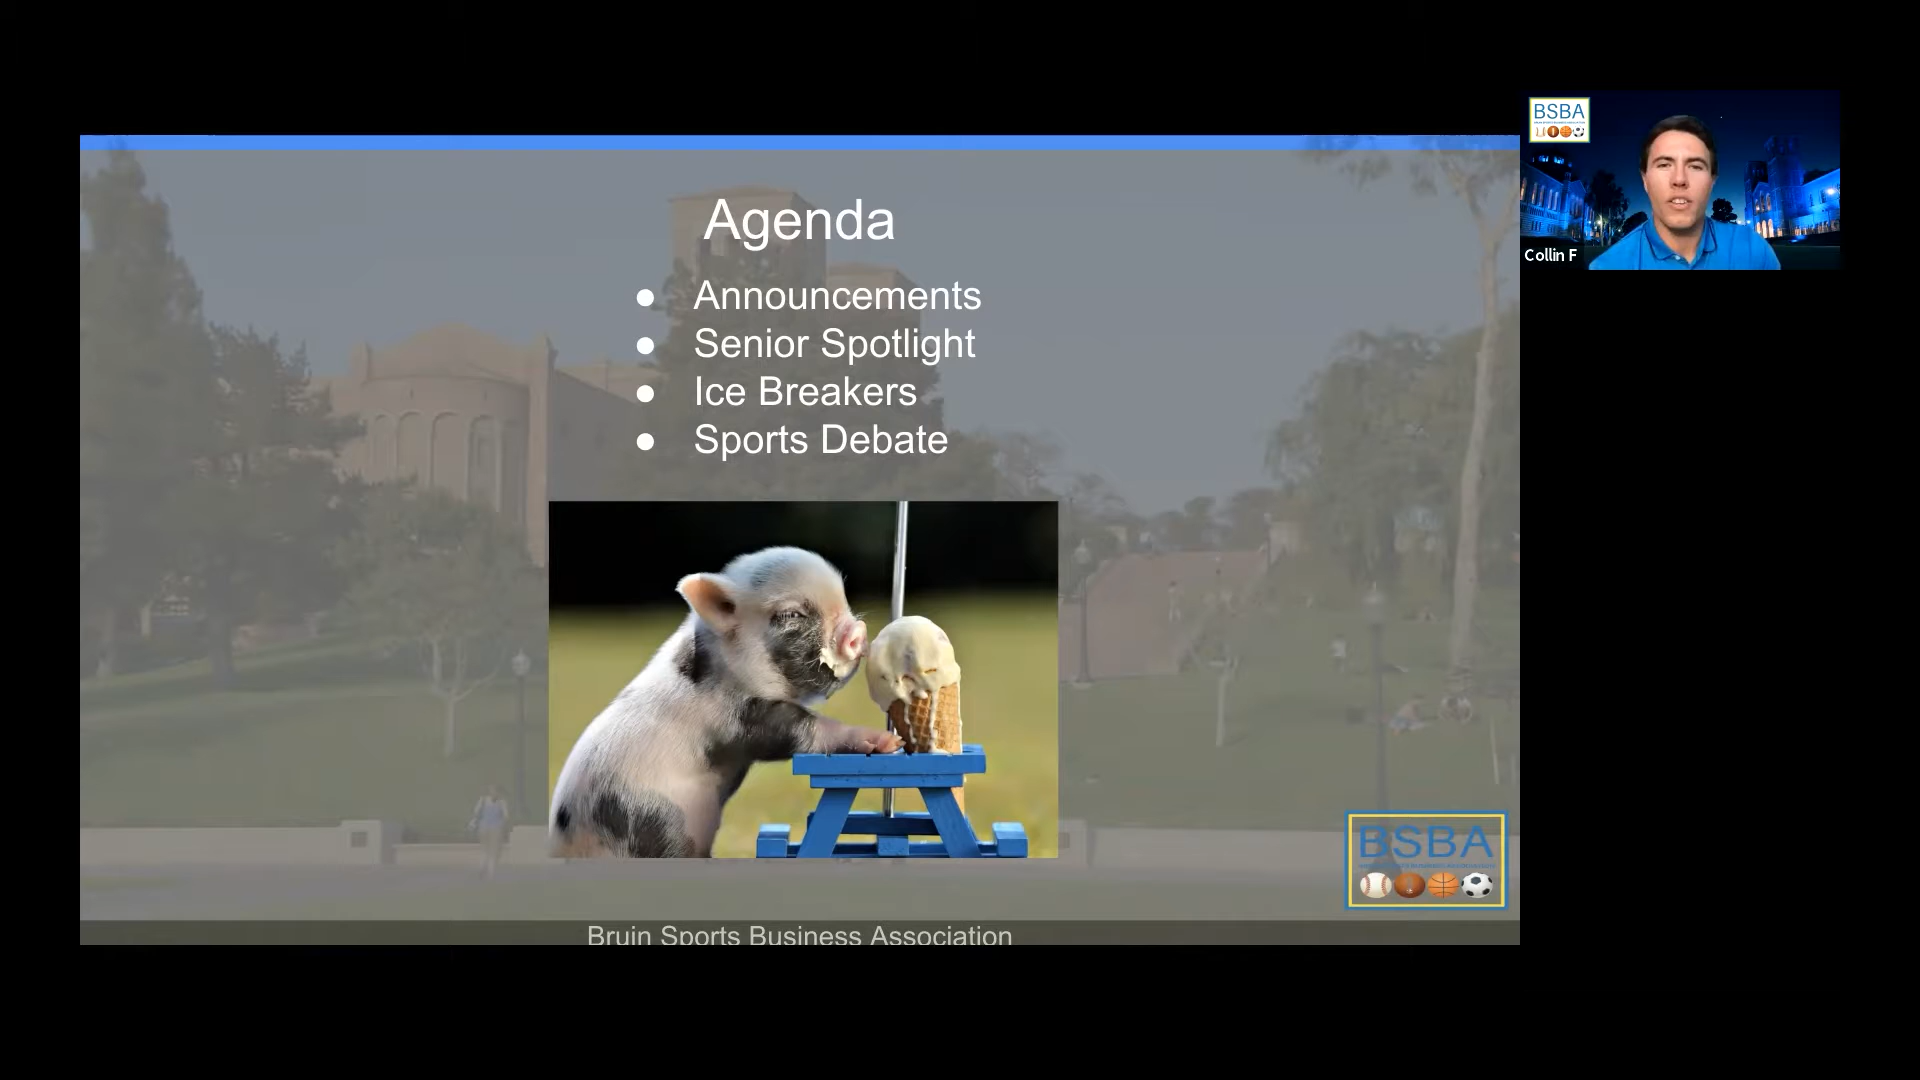 Agenda
● Announcements
● Senior Spotlight
● Ice Breakers
● Sports Debate
BSBA
Bruin Sports Business Association
BSBA
Collin F